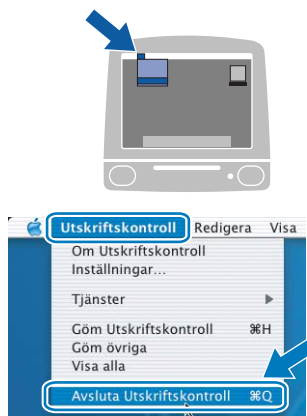 Utskriftskontroll Redigera Visa
Om Utskriftskontroll
Inställningar...
Tjänster
Göm Utskriftskontroll ⌘H
Göm övriga
Visa alla
Avsluta Utskriftskontroll ⌘Q